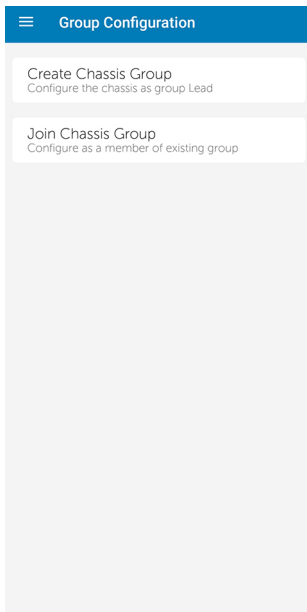 Group Configuration
Create Chassis Group
Configure the chassis as group Lead
Join Chassis Group
Configure as a member of existing group